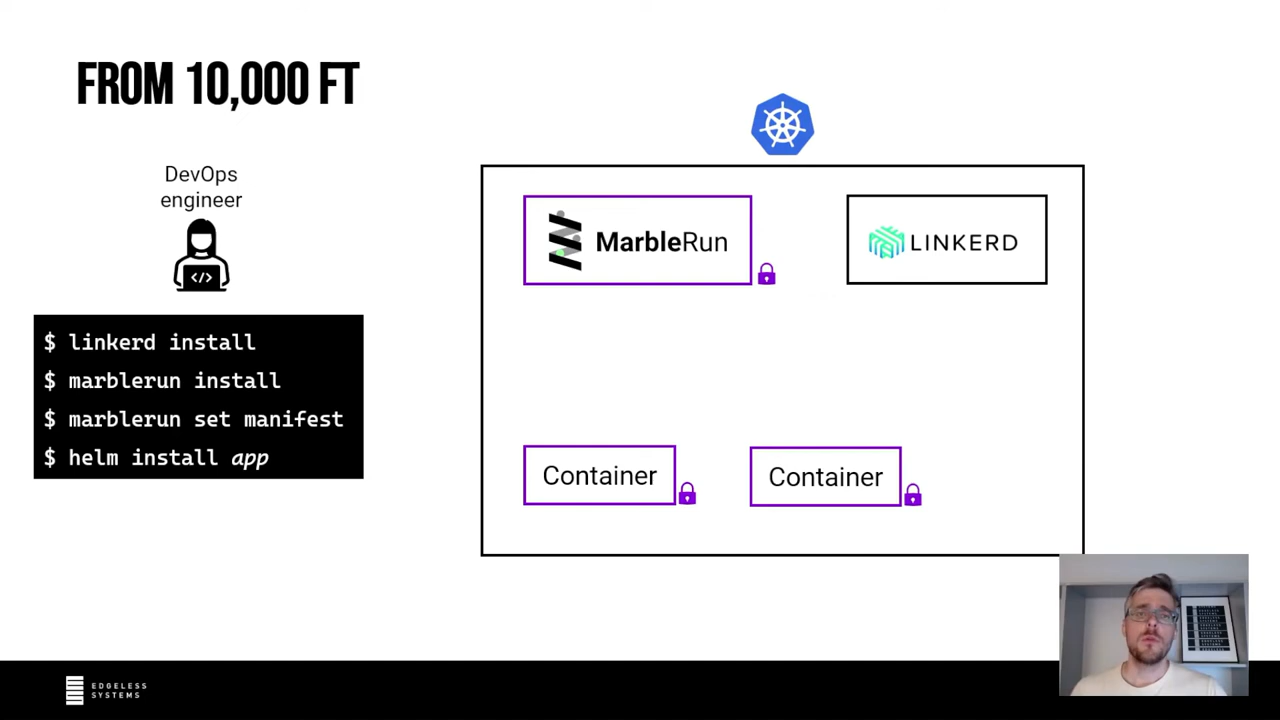 FROM 10,000 FT
DevOps
engineer
</>
$ linkerd install
$ marblerun install
$ marblerun set manifest
$ helm install app
MarbleRun
LINKERD
Container
Container
EDGELESS
SYSTEMS